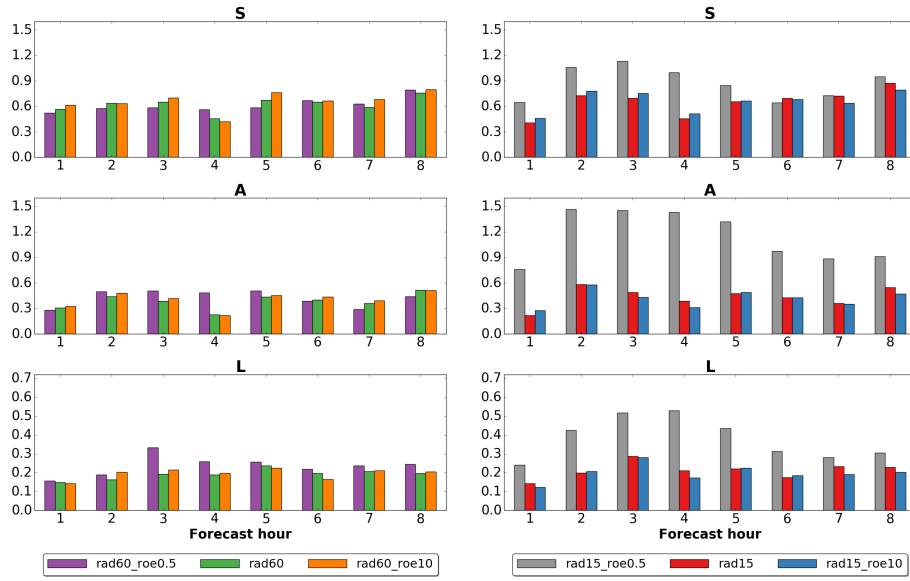 S
1.5
1.2
0.9
0.6
0.3
0.0
1 2 3 4 5 6 7 8
A
1.5
1.2
0.9
0.6
0.3
0.0
1 2 3 4 5 6 7 8
L
0.7
0.6
0.5
0.4
0.3
0.2
0.1
0.0
1 2 3 4 5 6 7 8
Forecast hour
rad60_roe0.5 rad60 rad60_roe10
S
1.5
1.2
0.9
0.6
0.3
0.0
1 2 3 4 5 6 7 8
A
1.5
1.2
0.9
0.6
0.3
0.0
1 2 3 4 5 6 7 8
L
0.7
0.6
0.5
0.4
0.3
0.2
0.1
0.0
1 2 3 4 5 6 7 8
Forecast hour
rad15_roe0.5 rad15 rad15_roe10